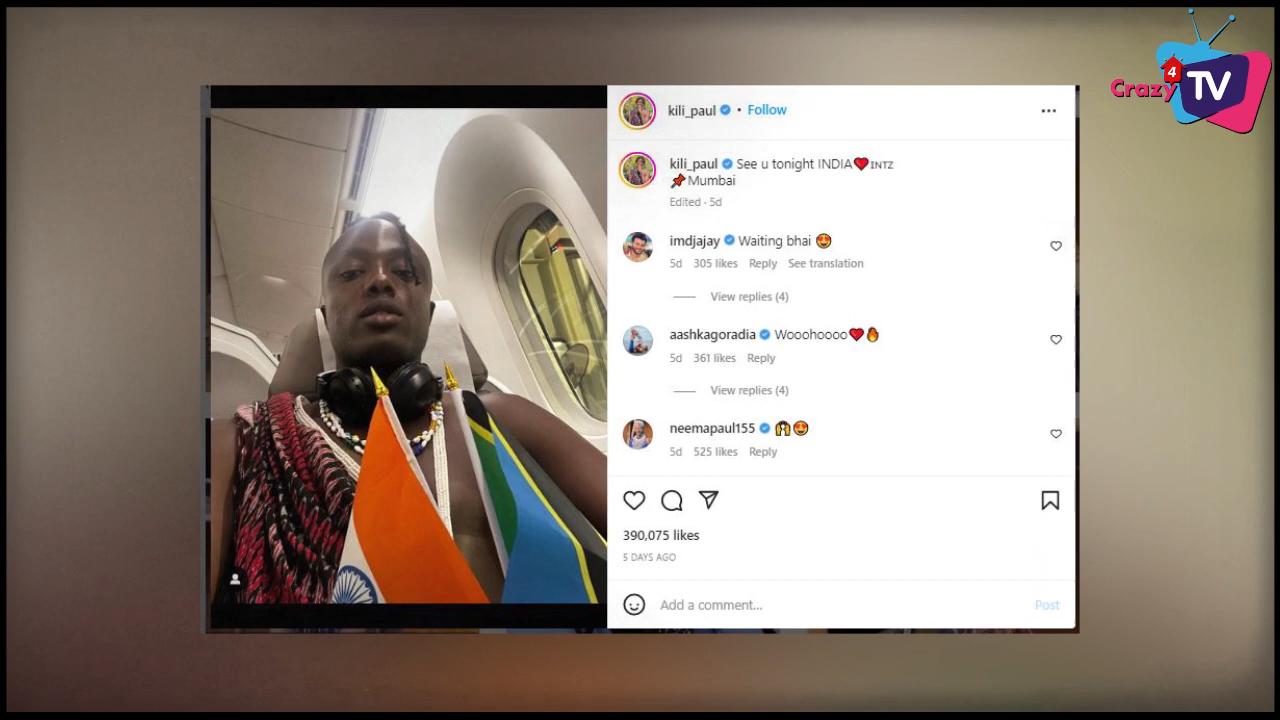 Crazy 4 TV
kili_paul • Follow
kili_paul See u tonight INDIA❤️ɪɴᴛᴢ
📌Mumbai
Edited · 5d
imdjajay Waiting bhai 😍
5d 305 likes Reply See translation
View replies (4)
aashkagoradia Wooohoooo❤️🔥
5d 361 likes Reply
View replies (4)
neemapaul155 🙌😍
5d 525 likes Reply
390,075 likes
5 DAYS AGO
Add a comment... Post